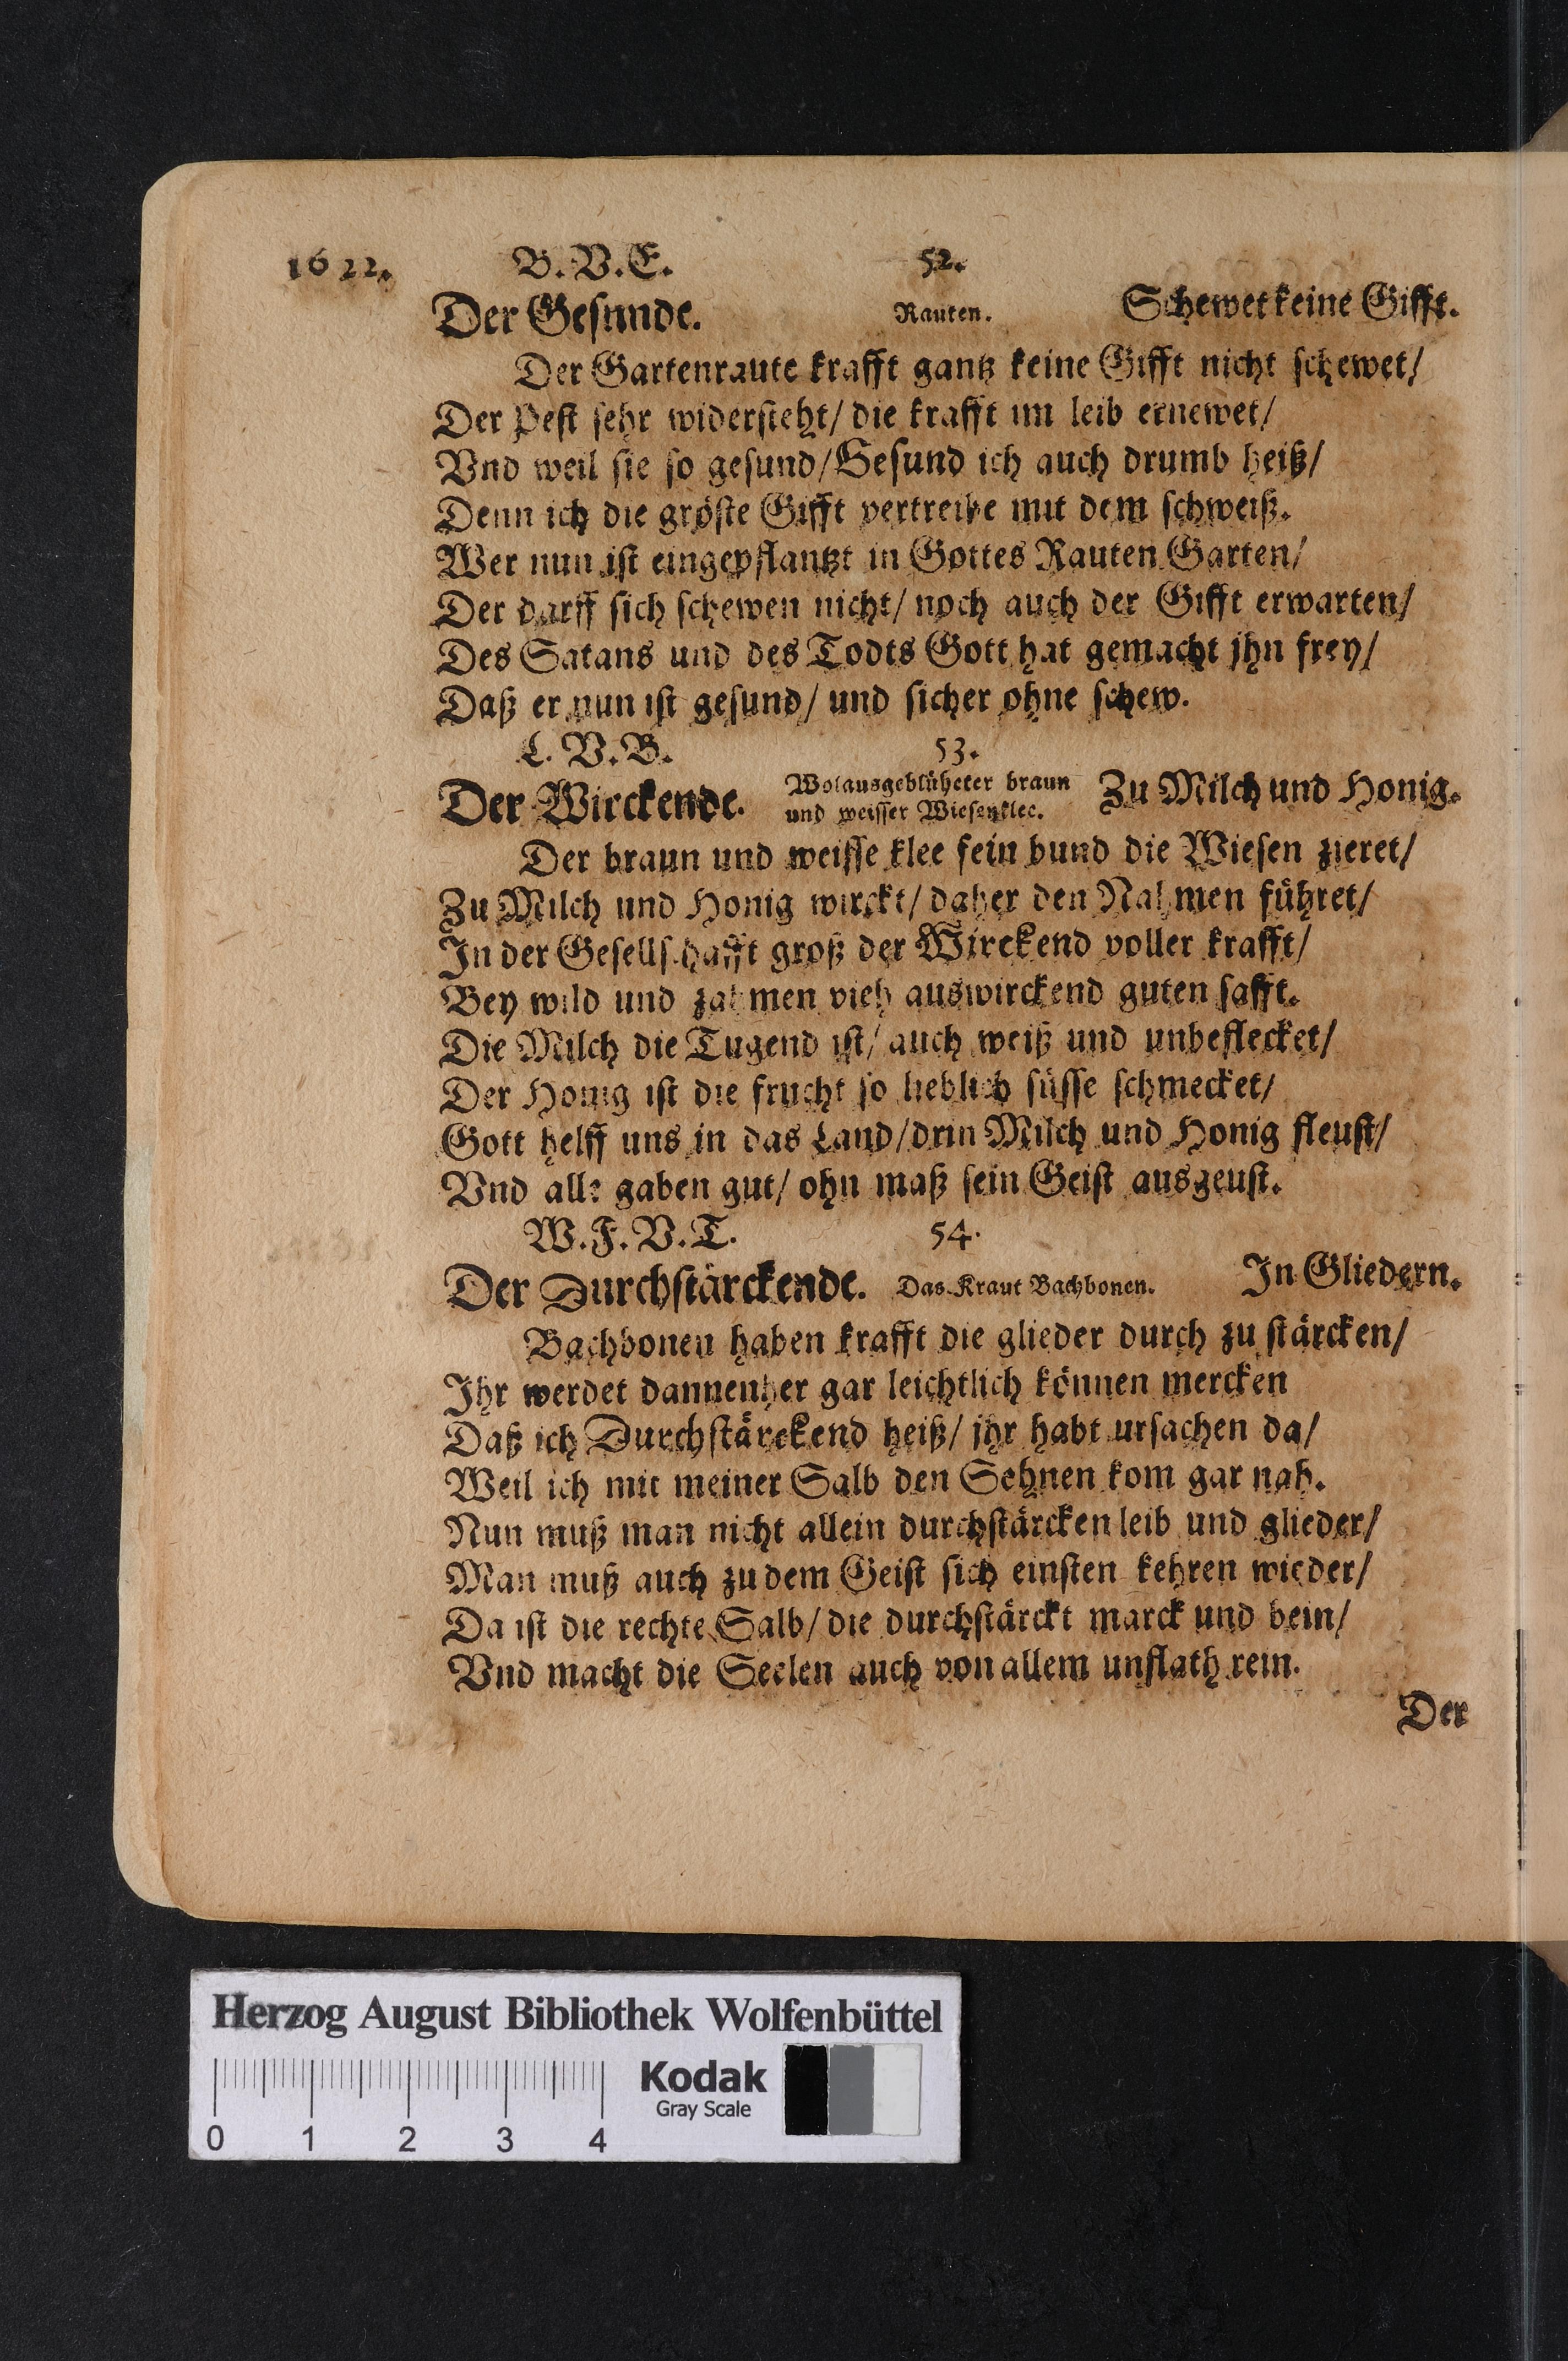 1622. B. V. E. 52.
Der Gesunde. Rauten. Schewet keine Gifft.
Der Gartenraute krafft gantz keine Gifft nicht schewet/
Der Pest sehr widersteht/ die krafft im leib ernewet/
Vnd weil sie so gesund/ Gesund ich auch drumb heiß/
Denn ich die gröste Gifft vertreibe mit dem schweiß.
Wer nun ist eingepflantzt in Gottes Rauten Garten/
Der darff sich schewen nicht/ noch auch der Gifft erwarten/
Des Satans und des Todts Gott hat gemacht jhn frey/
Daß er nun ist gesund/ und sicher ohne schew.
L. V. B. 53.
Der Wirckende. Wolausgeblüheter braun und weisser Wiesenklee. Zu Milch und Honig.
Der braun und weisse klee fein bund die Wiesen zieret/
Zu Milch und Honig wirckt/ daher den Nahmen führet/
In der Gesellschafft groß der Wirckend voller krafft/
Bey wild und zahmen vieh auswirckend guten safft.
Die Milch die Tugend ist/ auch weiß und unbeflecket/
Der Honig ist die frucht so lieblich süsse schmecket/
Gott helff uns in das Land/ drin Milch und Honig fleust/
Vnd alle gaben gut/ ohn maß sein Geist ausgeust.
W. F. V. T. 54.
Der Durchstärckende. Das Kraut Bachbonen. In Gliedern.
Bachbonen haben krafft die glieder durch zu stärcken/
Ihr werdet dannenher gar leichtlich können mercken
Daß ich Durchstärckend heiß/ jhr habt ursachen da/
Weil ich mit meiner Salb den Sehnen kom gar nah.
Nun muß man nicht allein durchstärcken leib und glieder/
Man muß auch zu dem Geist sich einsten kehren wieder/
Da ist die rechte Salb/ die durchstärckt marck und bein/
Vnd macht die Seelen auch von allem unflath rein.
Der
Herzog August Bibliothek Wolfenbüttel
Kodak
Gray Scale
0 1 2 3 4